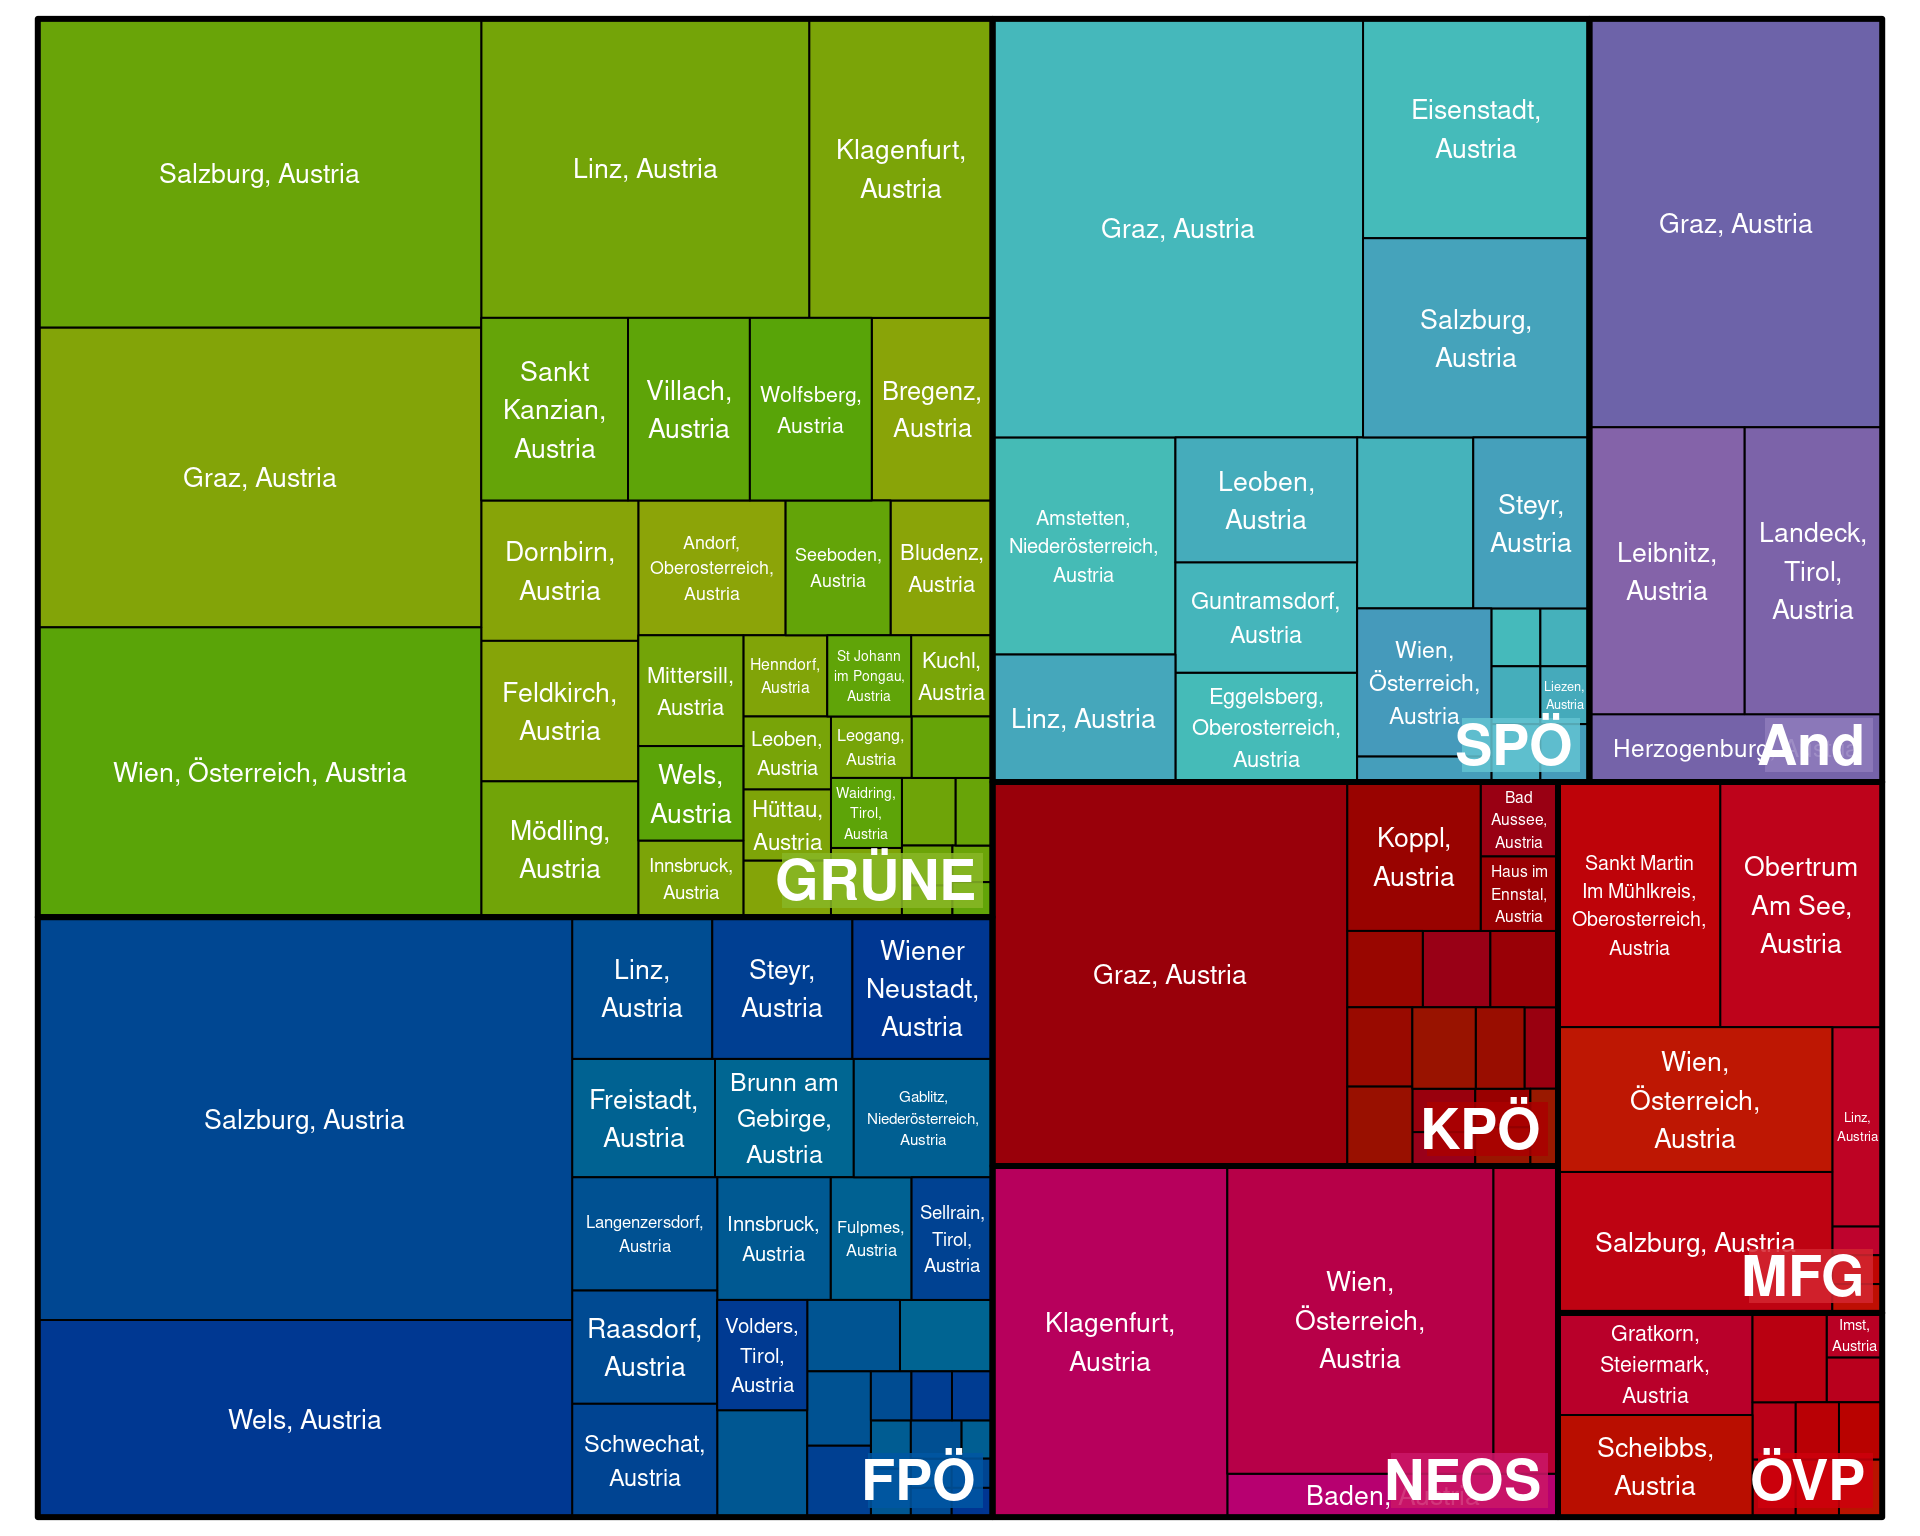 Salzburg, Austria
Linz, Austria
Klagenfurt,
Austria
Graz, Austria
Wien, Österreich, Austria
Sankt
Kanzian,
Austria
Villach,
Austria
Wolfsberg,
Austria
Bregenz,
Austria
Dornbirn,
Austria
Andorf,
Oberosterreich,
Austria
Seeboden,
Austria
Bludenz,
Austria
Feldkirch,
Austria
Mittersill,
Austria
Henndorf,
Austria
St Johann
im Pongau,
Austria
Kuchl,
Austria
Leoben,
Austria
Leogang,
Austria
Wels,
Austria
Mödling,
Austria
Hüttau,
Austria
Waidring,
Tirol,
Austria
Innsbruck,
Austria
GRÜNE
Graz, Austria
Eisenstadt,
Austria
Salzburg,
Austria
Amstetten,
Niederösterreich,
Austria
Leoben,
Austria
Steyr,
Austria
Guntramsdorf,
Austria
Linz, Austria
Eggelsberg,
Oberosterreich,
Austria
Wien,
Österreich,
Austria
Liezen,
Austria
SPÖ
Graz, Austria
Leibnitz,
Austria
Landeck,
Tirol,
Austria
Herzogenburg
And
Salzburg, Austria
Wels, Austria
Linz,
Austria
Steyr,
Austria
Wiener
Neustadt,
Austria
Freistadt,
Austria
Brunn am
Gebirge,
Austria
Gablitz,
Niederösterreich,
Austria
Langenzersdorf,
Austria
Innsbruck,
Austria
Fulpmes,
Austria
Sellrain,
Tirol,
Austria
Raasdorf,
Austria
Volders,
Tirol,
Austria
Schwechat,
Austria
FPÖ
Graz, Austria
Koppl,
Austria
Bad
Aussee,
Austria
Haus im
Ennstal,
Austria
KPÖ
Klagenfurt,
Austria
Wien,
Österreich,
Austria
Baden, Austria
NEOS
Sankt Martin
Im Mühlkreis,
Oberosterreich,
Austria
Obertrum
Am See,
Austria
Wien,
Österreich,
Austria
Linz,
Austria
Salzburg, Austria
MFG
Gratkorn,
Steiermark,
Austria
Imst,
Austria
Scheibbs,
Austria
ÖVP